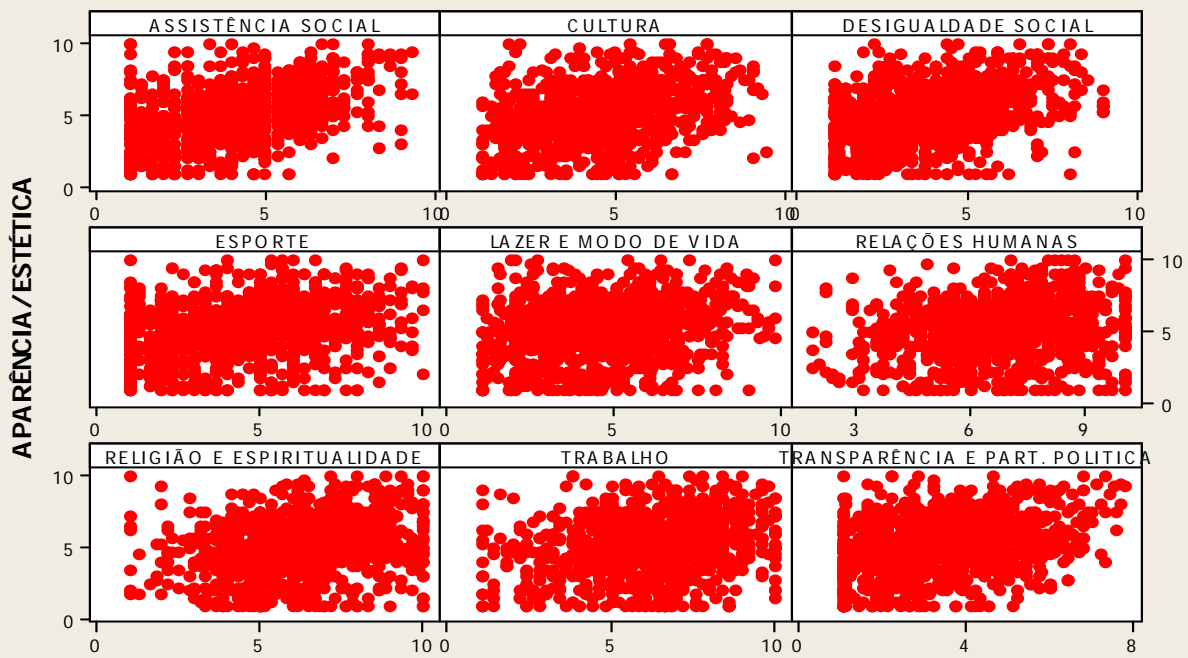 ASSISTÊNCIA SOCIAL CULTURA DESIGUALDADE SOCIAL
10
5
0
0 5 10 0 5 10 0 5 10
ESPORTE LAZER E MODO DE VIDA RELAÇÕES HUMANAS
10
5
0
0 5 10 0 5 10 3 6 9
APARÊNCIA/ESTÉTICA
RELIGIÃO E ESPIRITUALIDADE TRABALHO TRANSPARÊNCIA E PART. POLITICA
10
5
0
0 5 10 0 5 10 0 4 8